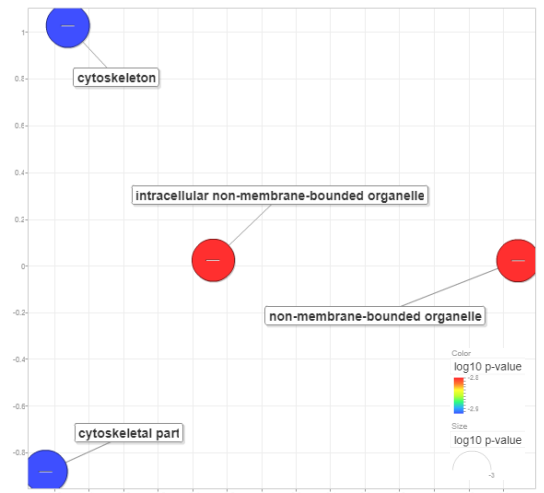 1
cytoskeleton
0.8
0.6
0.4
intracellular non-membrane-bounded organelle
0.2
0
-0.2
non-membrane-bounded organelle
Color
log10 p-value
-0.4
-0.6
Size
cytoskeletal part
log10 p-value
-0.8
-3